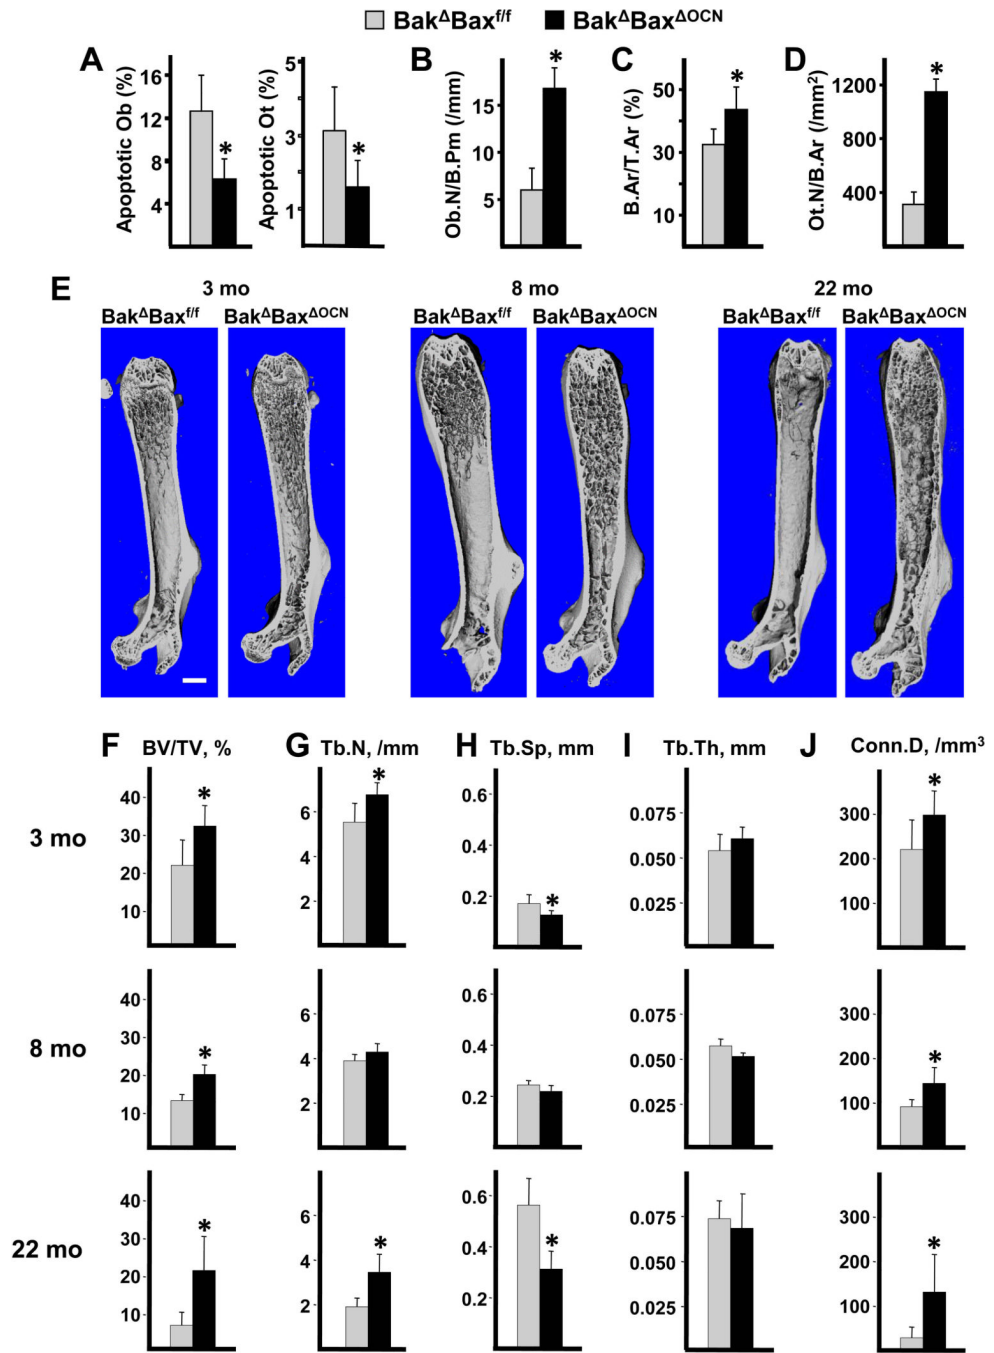 Bak^ΔBax^f/f Bak^ΔBax^ΔOCN
A B C D
Apoptotic Ob (%)
16
12
8
4
Apoptotic Ot (%)
5
3
1
Ob.N/B.Pm (/mm)
15
10
5
B.Ar/T.Ar (%)
50
30
10
Ot.N/B.Ar (/mm²)
1200
800
400
* * * * *
E 3 mo 8 mo 22 mo
Bak^ΔBax^f/f Bak^ΔBax^ΔOCN Bak^ΔBax^f/f Bak^ΔBax^ΔOCN Bak^ΔBax^f/f Bak^ΔBax^ΔOCN
F BV/TV, % G Tb.N, /mm H Tb.Sp, mm I Tb.Th, mm J Conn.D, /mm³
3 mo
40 30 20 10 *
6 4 2 *
0.6 0.4 0.2 *
0.075 0.050 0.025
300 200 100 *
8 mo
40 30 20 10 *
6 4 2
0.6 0.4 0.2
0.075 0.050 0.025
300 200 100 *
22 mo
40 30 20 10 *
6 4 2 *
0.6 0.4 0.2 *
0.075 0.050 0.025
300 200 100 *